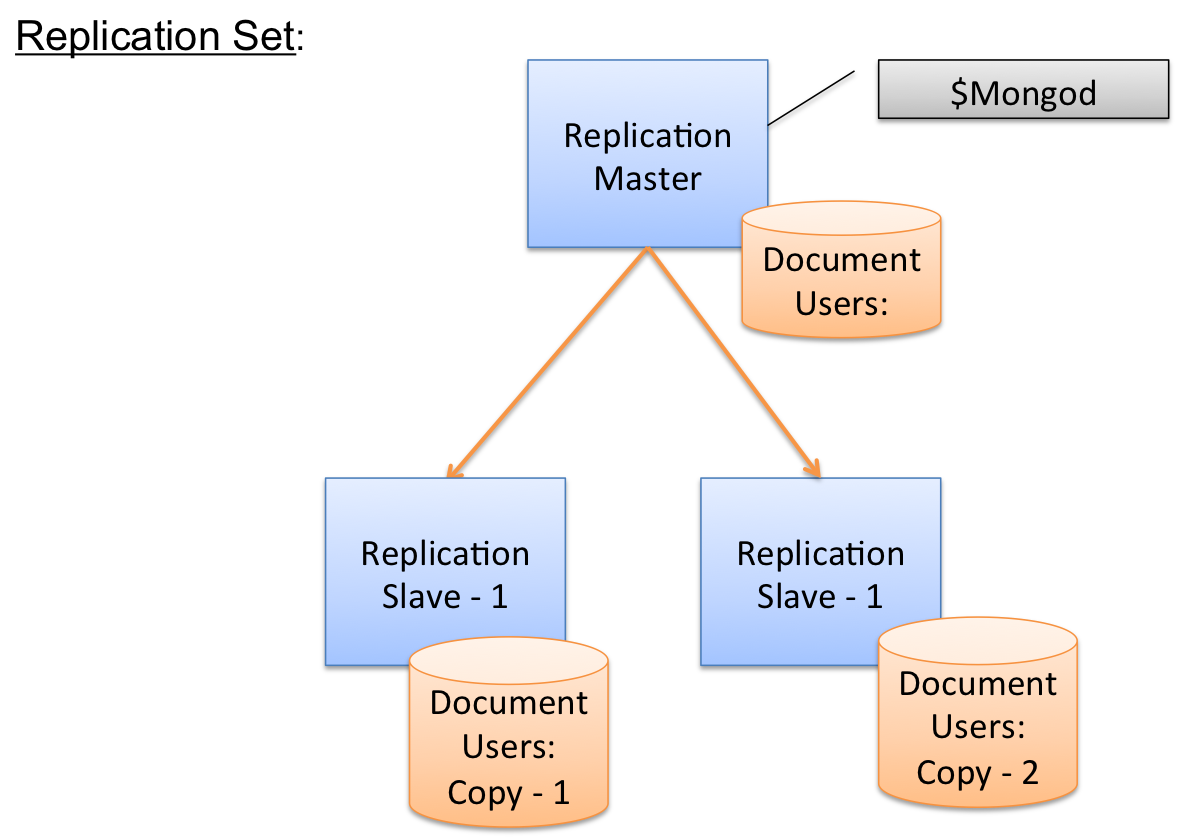 Replication Set:
$Mongod
Replication
Master
Document
Users:
Replication
Slave - 1
Replication
Slave - 1
Document
Users:
Copy - 1
Document
Users:
Copy - 2